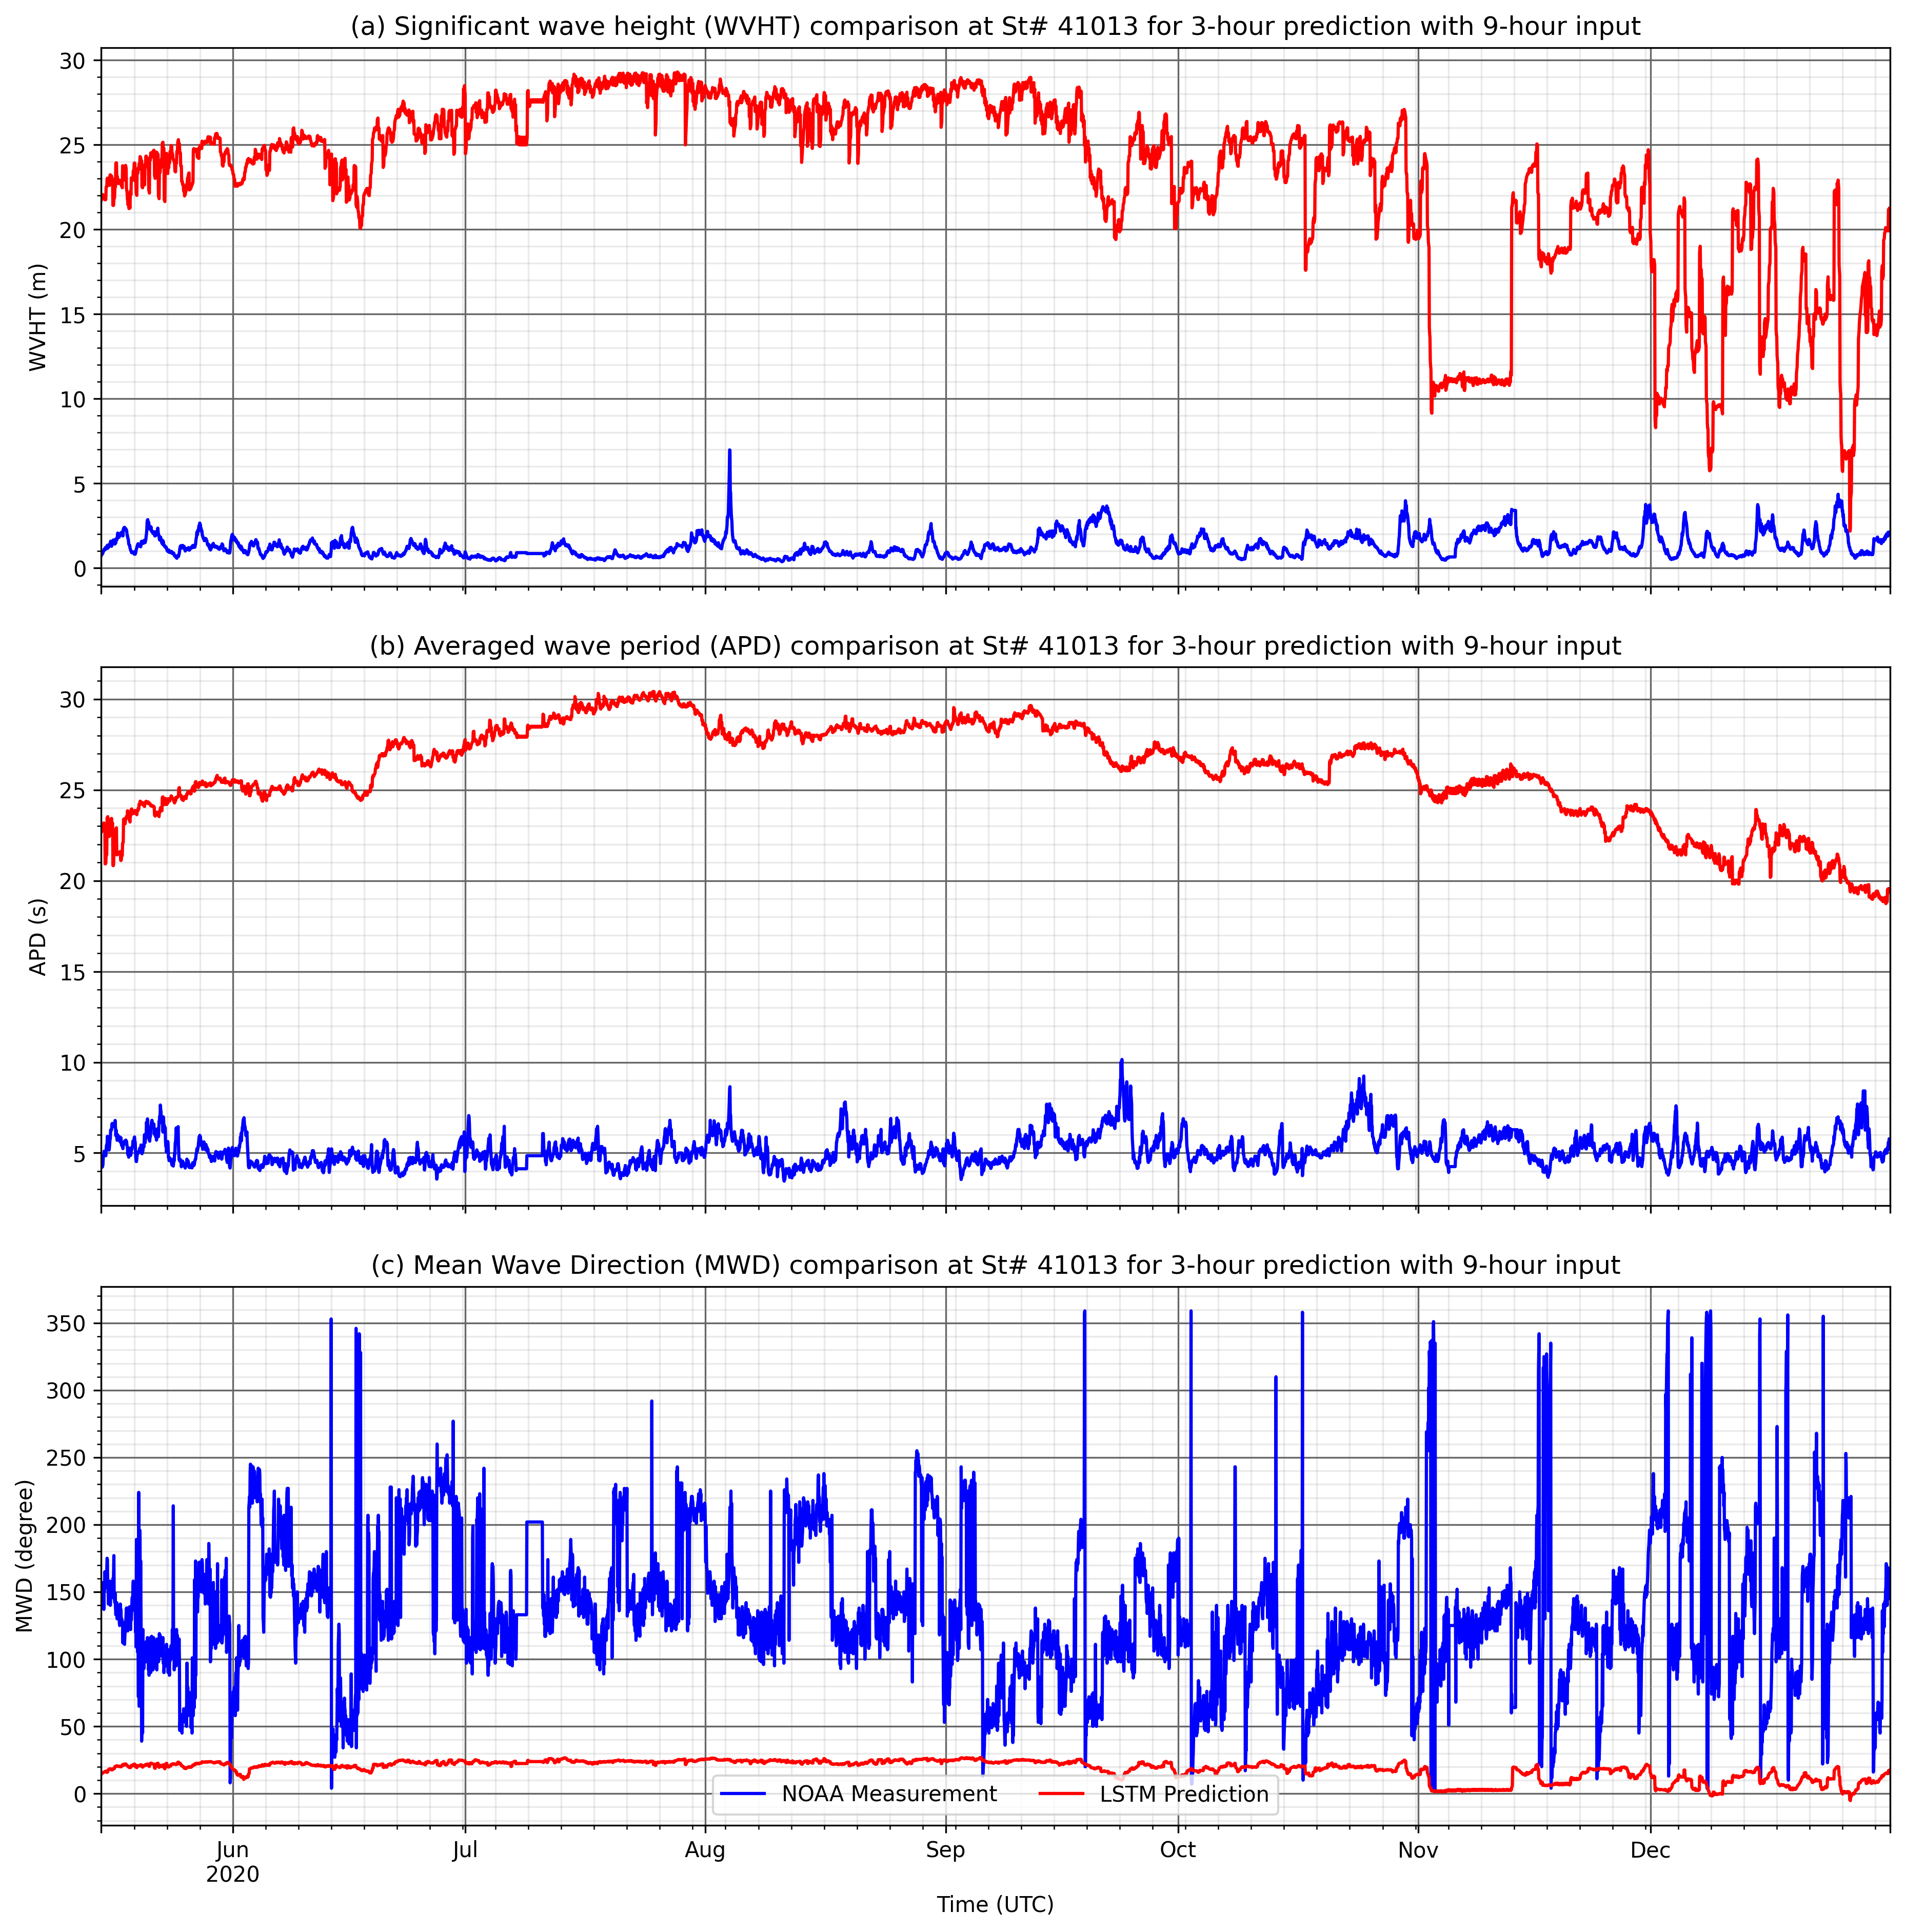 (a) Significant wave height (WVHT) comparison at St# 41013 for 3-hour prediction with 9-hour input
30
25
20
15
10
5
0
WVHT (m)
(b) Averaged wave period (APD) comparison at St# 41013 for 3-hour prediction with 9-hour input
30
25
20
15
10
5
APD (s)
(c) Mean Wave Direction (MWD) comparison at St# 41013 for 3-hour prediction with 9-hour input
350
300
250
200
150
100
50
0
MWD (degree)
NOAA Measurement LSTM Prediction
Jun Jul Aug Sep Oct Nov Dec
2020
Time (UTC)